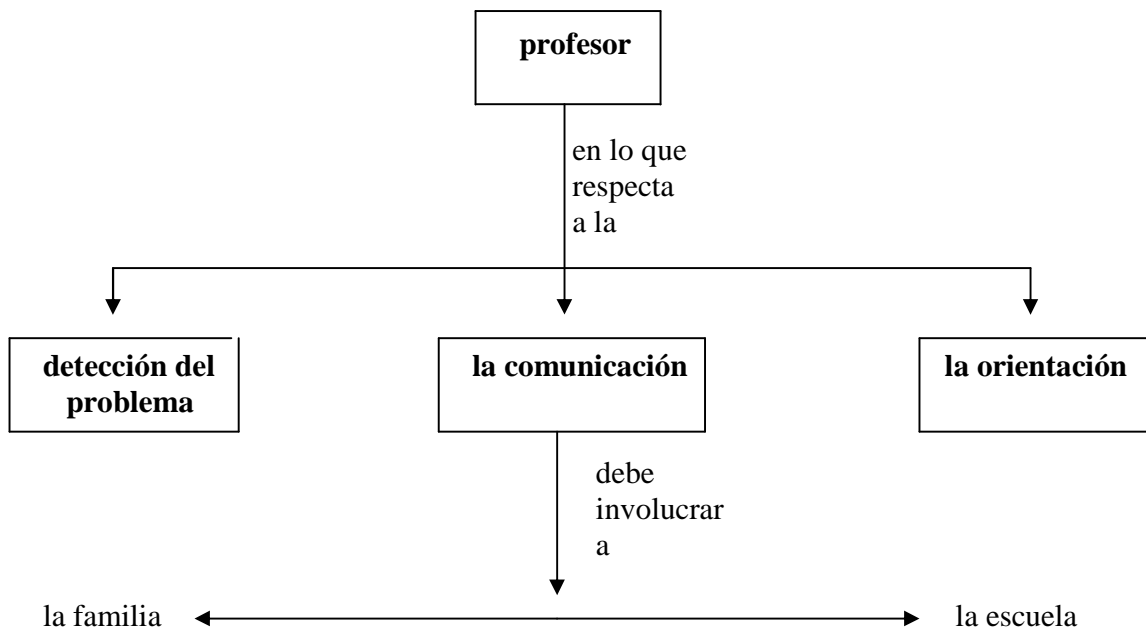 profesor
en lo que
respecta
a la
detección del
problema
la comunicación
la orientación
debe
involucrar
a
la familia
la escuela